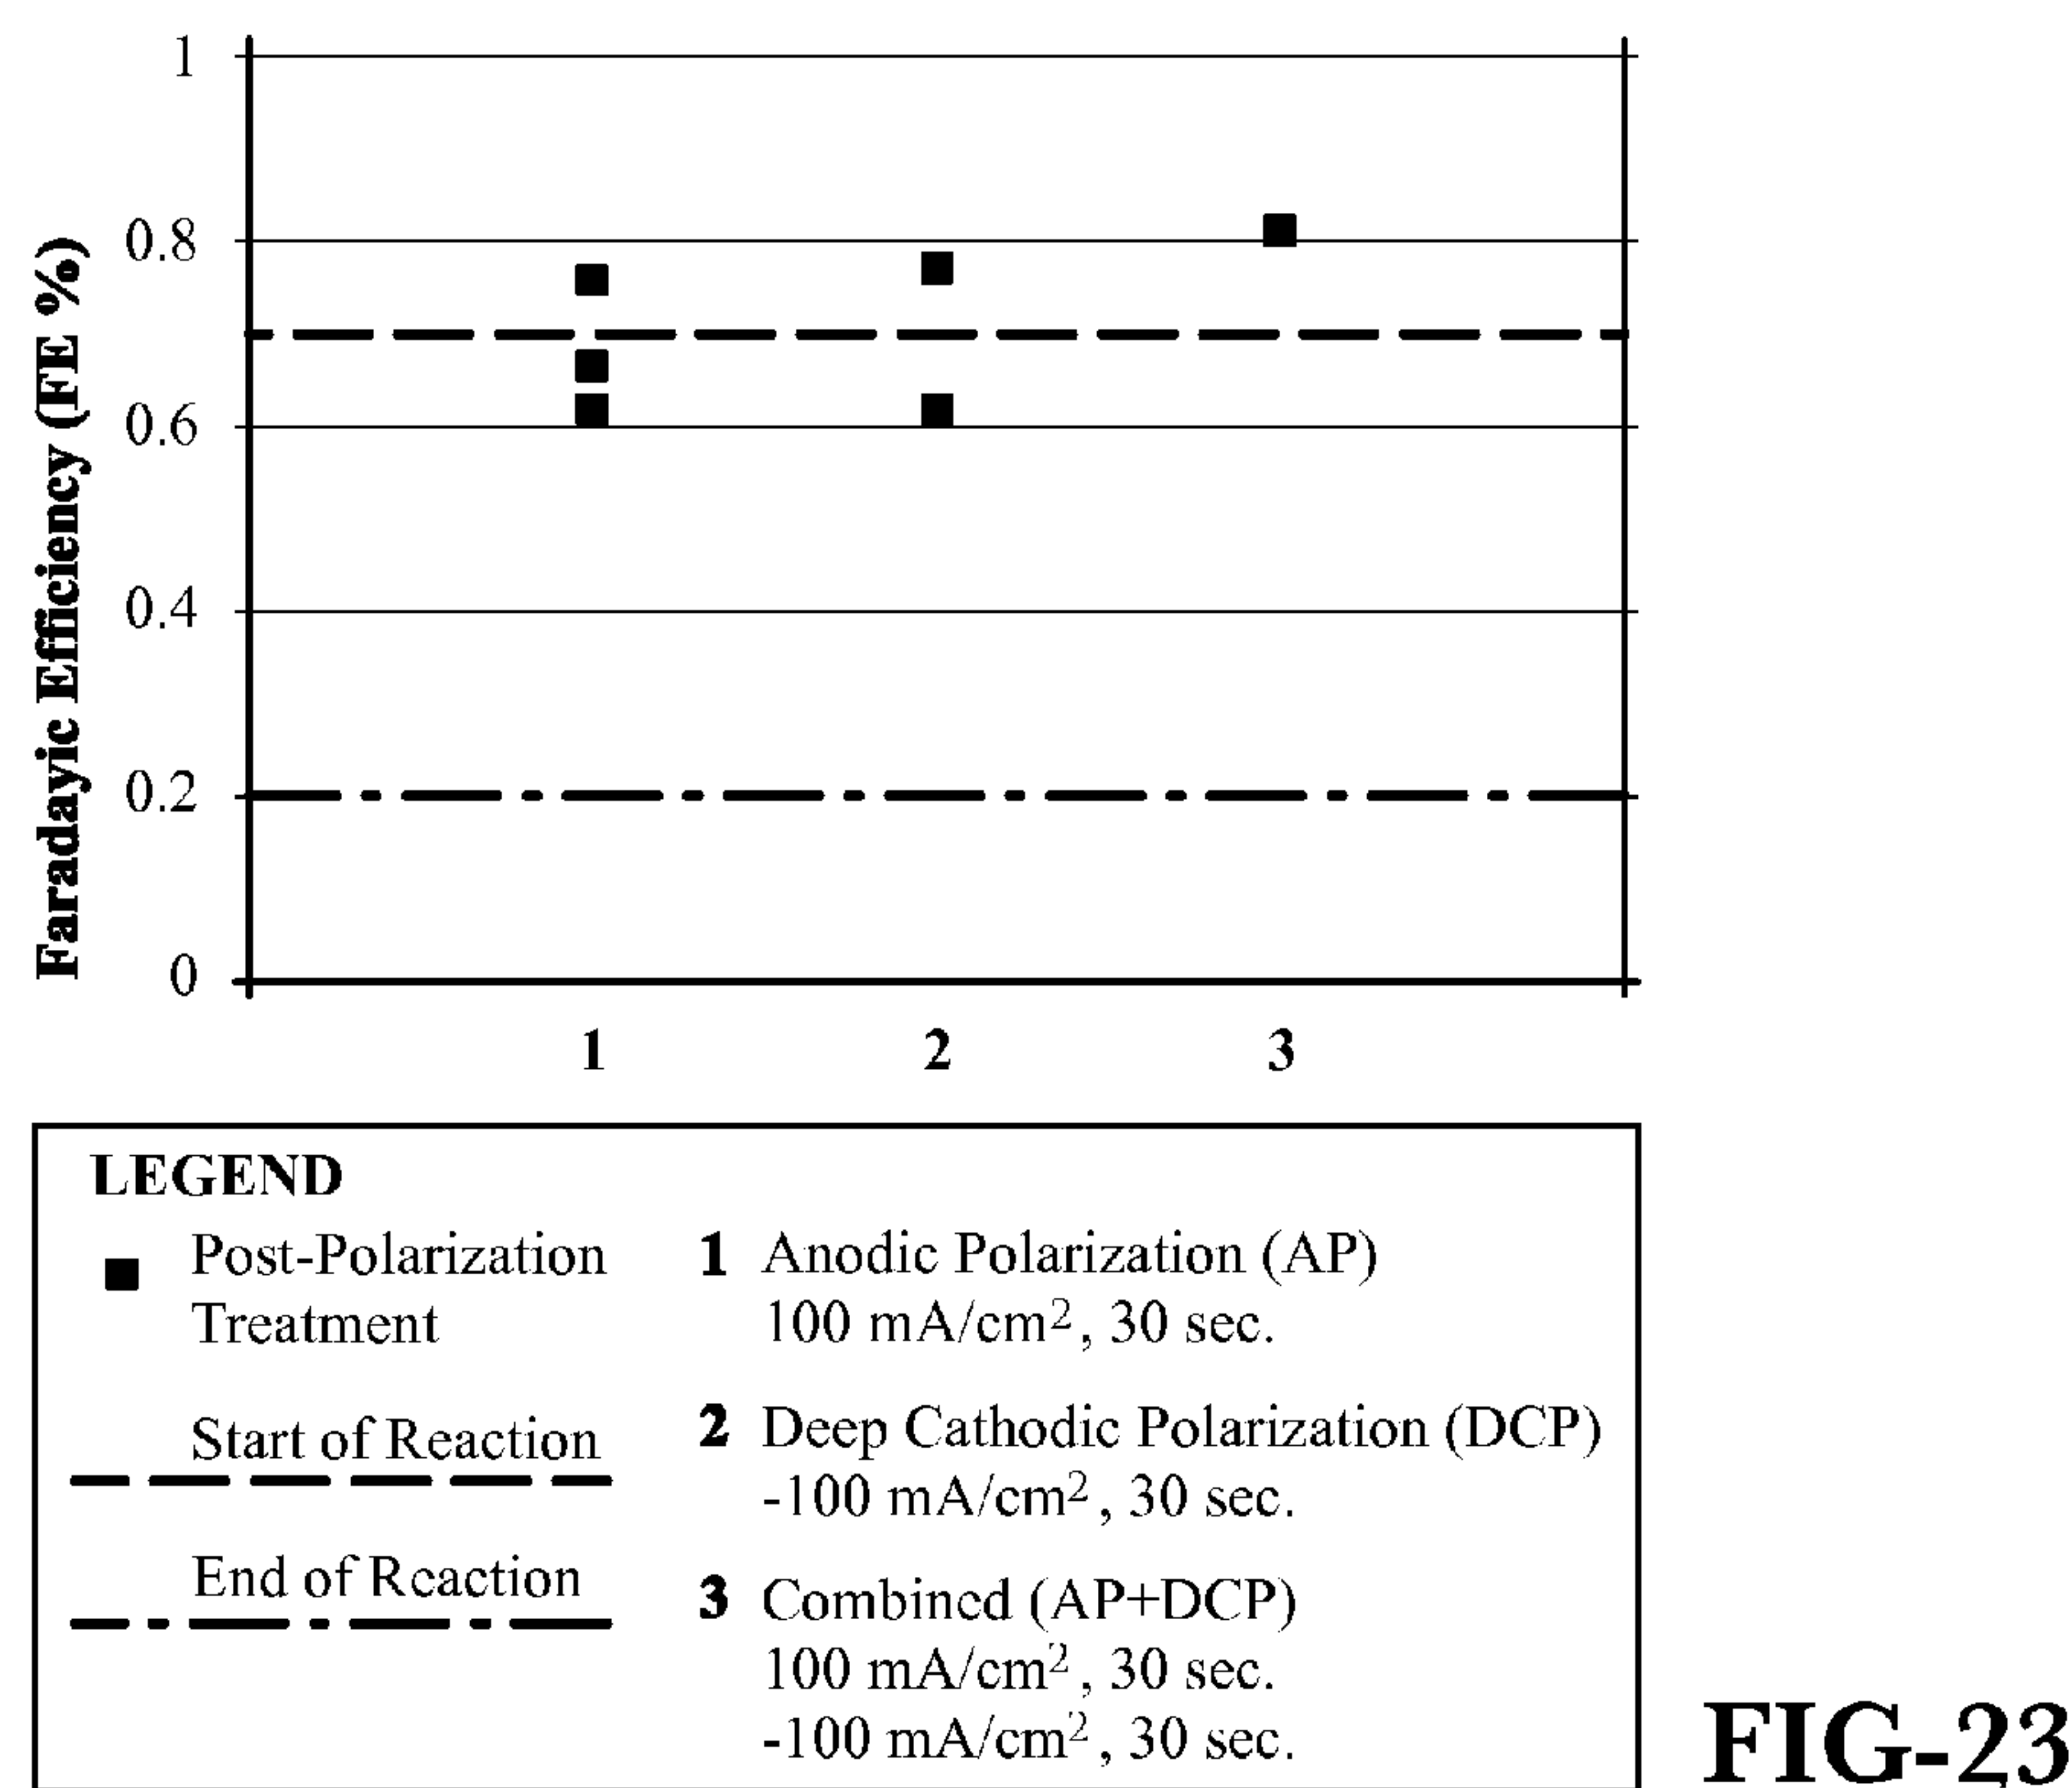 1
0.8
0.6
0.4
0.2
0
Faradayic Efficiency (FE %)
1 2 3
LEGEND
Post-Polarization
Treatment
Start of Reaction
End of Reaction
1 Anodic Polarization (AP)
100 mA/cm², 30 sec.
2 Deep Cathodic Polarization (DCP)
-100 mA/cm², 30 sec.
3 Combined (AP+DCP)
100 mA/cm², 30 sec.
-100 mA/cm², 30 sec.
FIG-23